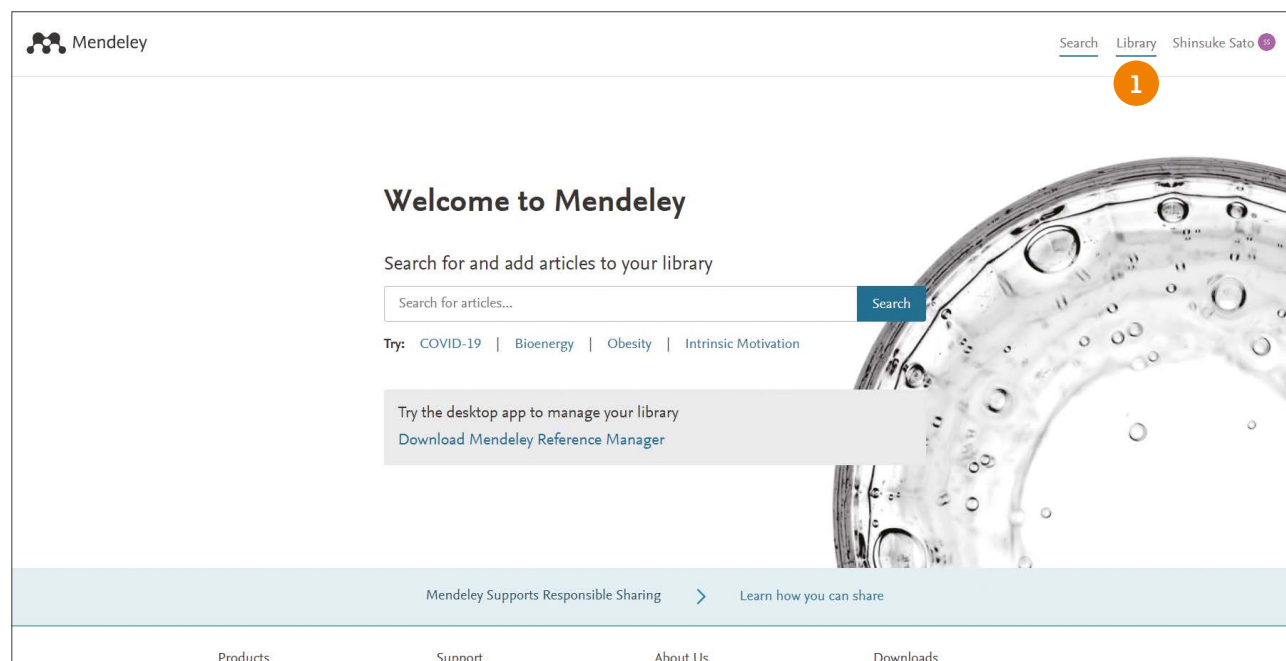 Mendeley
Search Library Shinsuke Sato SS
1
Welcome to Mendeley
Search for and add articles to your library
Search for articles... Search
Try: COVID-19 | Bioenergy | Obesity | Intrinsic Motivation
Try the desktop app to manage your library
Download Mendeley Reference Manager
Mendeley Supports Responsible Sharing > Learn how you can share
Products Support About Us Downloads